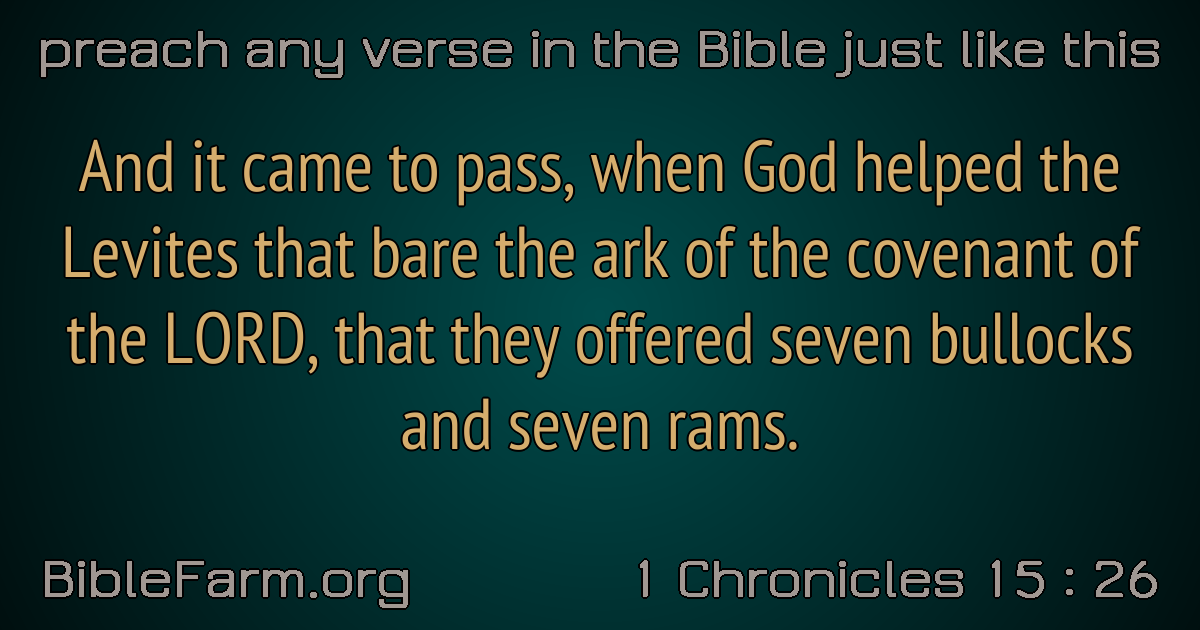 preach any verse in the Bible just like this
And it came to pass, when God helped the
Levites that bare the ark of the covenant of
the LORD, that they offered seven bullocks
and seven rams.
BibleFarm.org
1 Chronicles 15 : 26